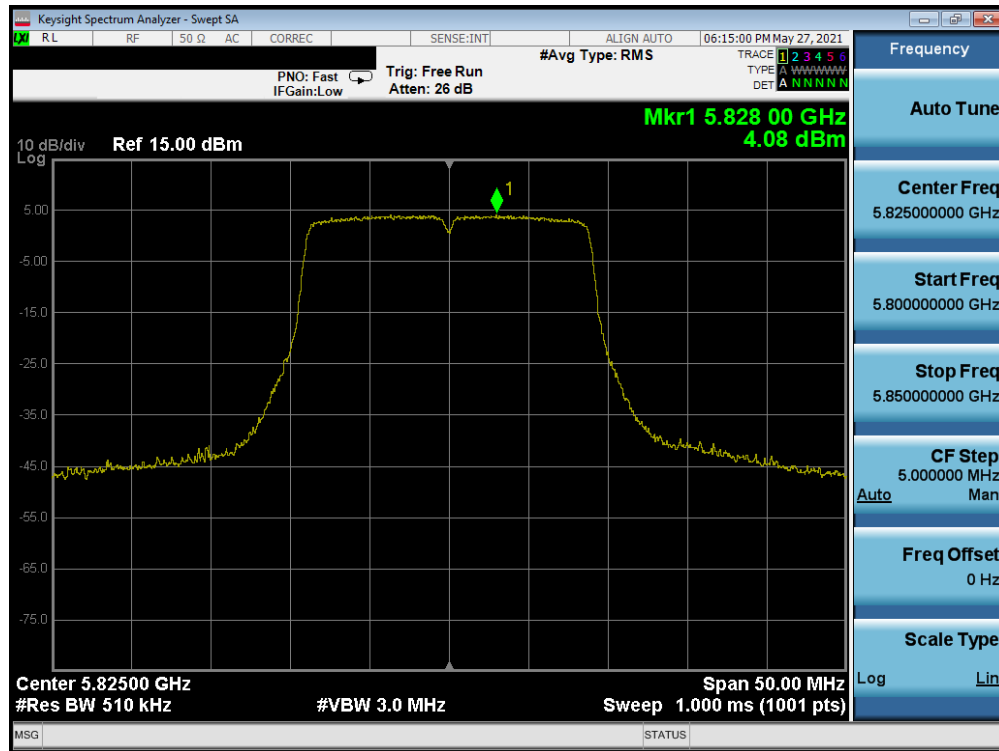 Keysight Spectrum Analyzer - Swept SA
LXI RL RF 50 Ω AC CORREC SENSE:INT ALIGN AUTO 06:15:00 PM May 27, 2021
#Avg Type: RMS TRACE 1 2 3 4 5 6
PNO: Fast Trig: Free Run TYPE A WWWWW
IFGain:Low Atten: 26 dB DET A N N N N N
Mkr1 5.828 00 GHz
10 dB/div Ref 15.00 dBm 4.08 dBm
Log
1
5.00
-5.00
-15.0
-25.0
-35.0
-45.0
-55.0
-65.0
-75.0
Center 5.82500 GHz Span 50.00 MHz
#Res BW 510 kHz #VBW 3.0 MHz Sweep 1.000 ms (1001 pts)
MSG STATUS
Frequency
Auto Tune
Center Freq
5.825000000 GHz
Start Freq
5.800000000 GHz
Stop Freq
5.850000000 GHz
CF Step
5.000000 MHz
Auto Man
Freq Offset
0 Hz
Scale Type
Log Lin